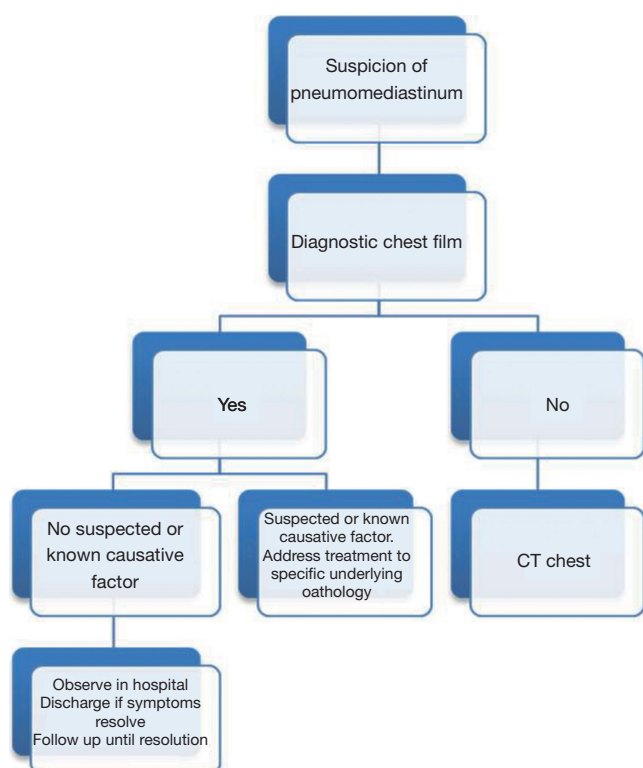 Suspicion of
pneumomediastinum
Diagnostic chest film
Yes
No
No suspected or
known causative
factor
Suspected or known
causative factor.
Address treatment to
specific underlying
oathology
CT chest
Observe in hospital
Discharge if symptoms
resolve
Follow up until resolution